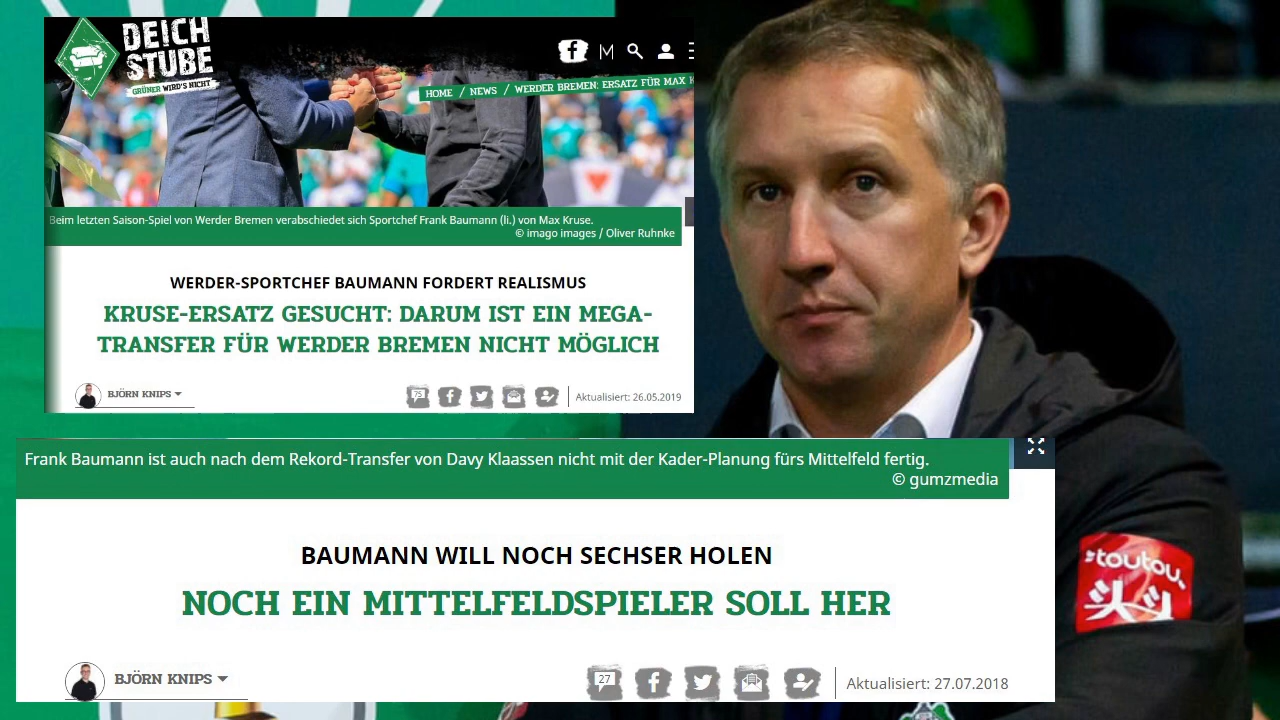 DEICH
STUBE
GRÜNER WIRD'S NICHT
HOME / NEWS / WERDER BREMEN: ERSATZ FÜR MAX
Beim letzten Saison-Spiel von Werder Bremen verabschiedet sich Sportchef Frank Baumann (li.) von Max Kruse.
© imago images / Oliver Ruhnke
WERDER-SPORTCHEF BAUMANN FORDERT REALISMUS
KRUSE-ERSATZ GESUCHT: DARUM IST EIN MEGA-
TRANSFER FÜR WERDER BREMEN NICHT MÖGLICH
BJÖRN KNIPS
73
Aktualisiert: 26.05.2019
Frank Baumann ist auch nach dem Rekord-Transfer von Davy Klaassen nicht mit der Kader-Planung fürs Mittelfeld fertig.
© gumzmedia
BAUMANN WILL NOCH SECHSER HOLEN
NOCH EIN MITTELFELDSPIELER SOLL HER
BJÖRN KNIPS
27
Aktualisiert: 27.07.2018
toutou